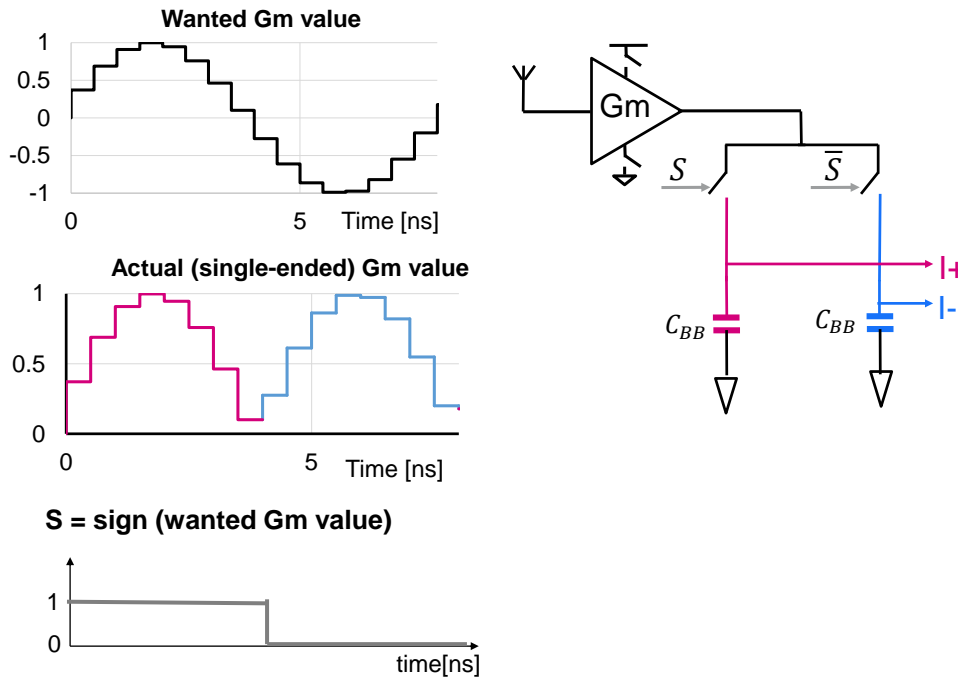 Wanted Gm value
1
0.5
0
-0.5
-1
0
5
Time [ns]
Actual (single-ended) Gm value
1
0.5
0
0
5
Time [ns]
S = sign (wanted Gm value)
1
0
time[ns]
Gm
S
S̅
I+
I-
C_BB
C_BB